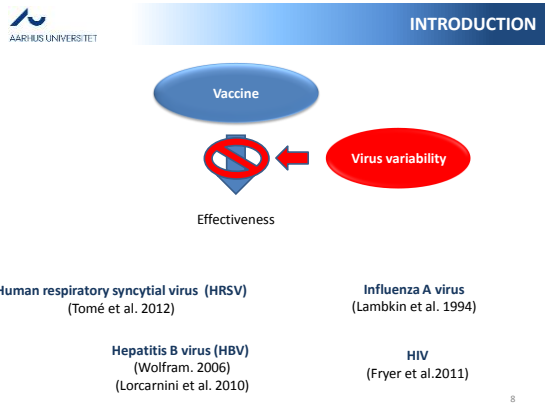 AARHUS UNIVERSITET
INTRODUCTION
Vaccine
Virus variability
Effectiveness
Human respiratory syncytial virus (HRSV)
(Tomé et al. 2012)
Influenza A virus
(Lambkin et al. 1994)
Hepatitis B virus (HBV)
(Wolfram. 2006)
(Lorcarnini et al. 2010)
HIV
(Fryer et al.2011)
8